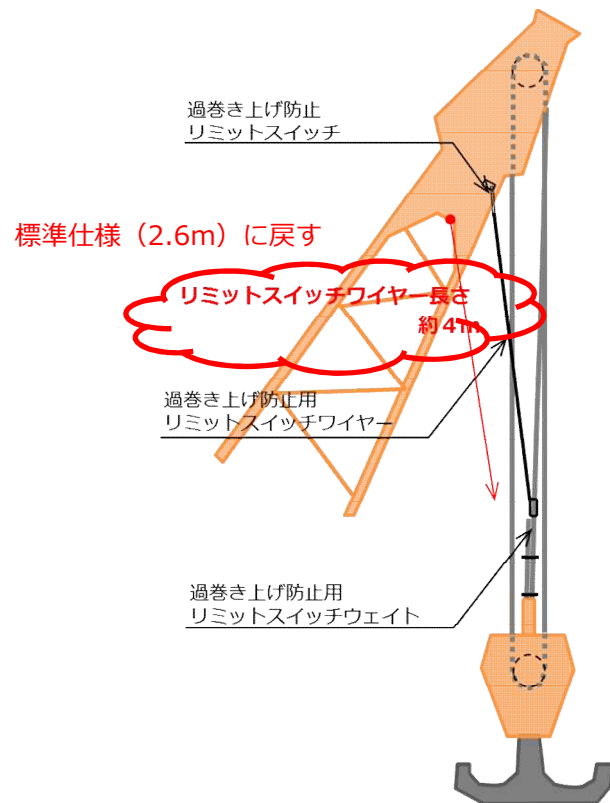 過巻き上げ防止
リミットスイッチ
標準仕様（2.6m）に戻す
リミットスイッチワイヤー長さ
約4m
過巻き上げ防止用
リミットスイッチワイヤー
過巻き上げ防止用
リミットスイッチウェイト